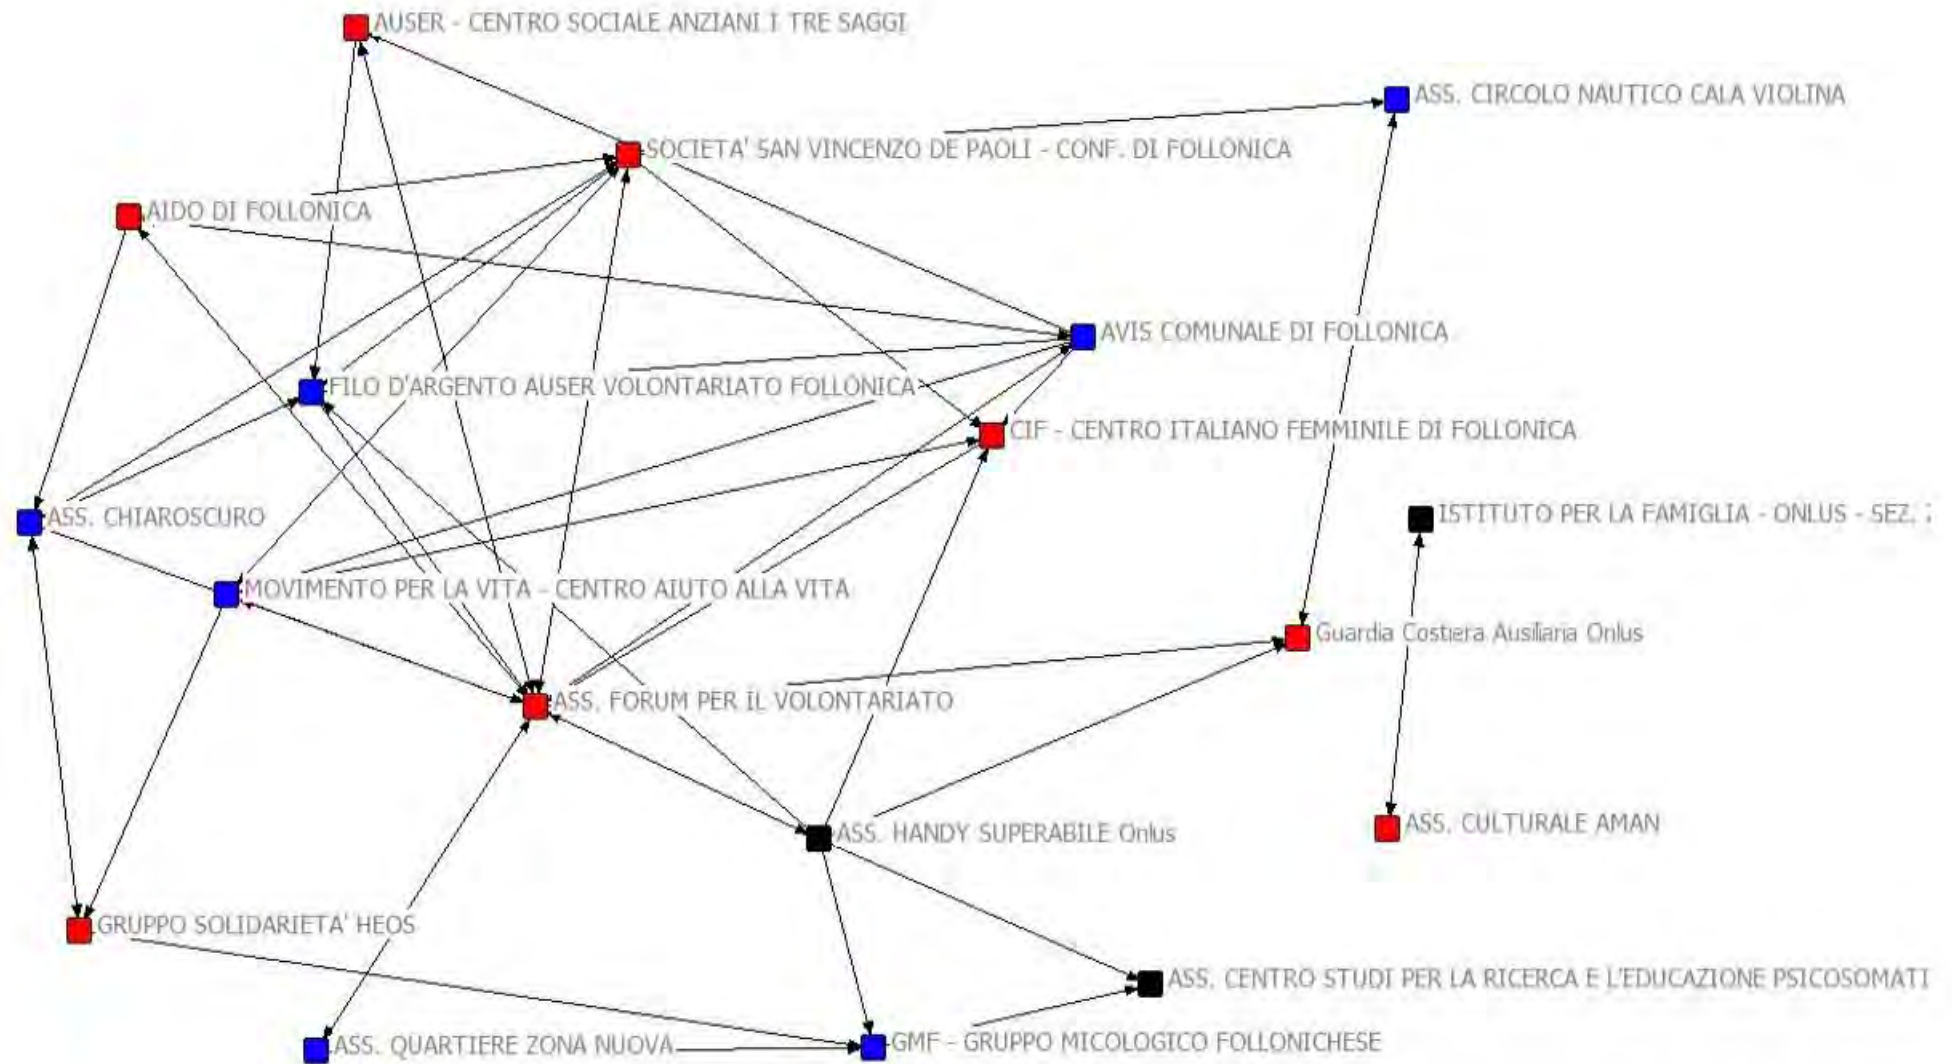 AUSER - CENTRO SOCIALE ANZIANI I TRE SAGGI
ASS. CIRCOLO NAUTICO CALA VIOLINA
SOCIETA' SAN VINCENZO DE PAOLI - CONF. DI FOLLONICA
AIDO DI FOLLONICA
AVIS COMUNALE DI FOLLONICA
FILO D'ARGENTO AUSER VOLONTARIATO FOLLONICA
CIF - CENTRO ITALIANO FEMMINILE DI FOLLONICA
ASS. CHIAROSCURO
ISTITUTO PER LA FAMIGLIA - ONLUS - SEZ.
MOVIMENTO PER LA VITA - CENTRO AIUTO ALLA VITA
Guardia Costiera Ausiliaria Onlus
ASS. FORUM PER IL VOLONTARIATO
ASS. HANDY SUPERABILE Onlus
ASS. CULTURALE AMAN
GRUPPO SOLIDARIETA' HEOS
ASS. CENTRO STUDI PER LA RICERCA E L'EDUCAZIONE PSICOSOMATI
ASS. QUARTIERE ZONA NUOVA
GMF - GRUPPO MICOLOGICO FOLLONICHESE